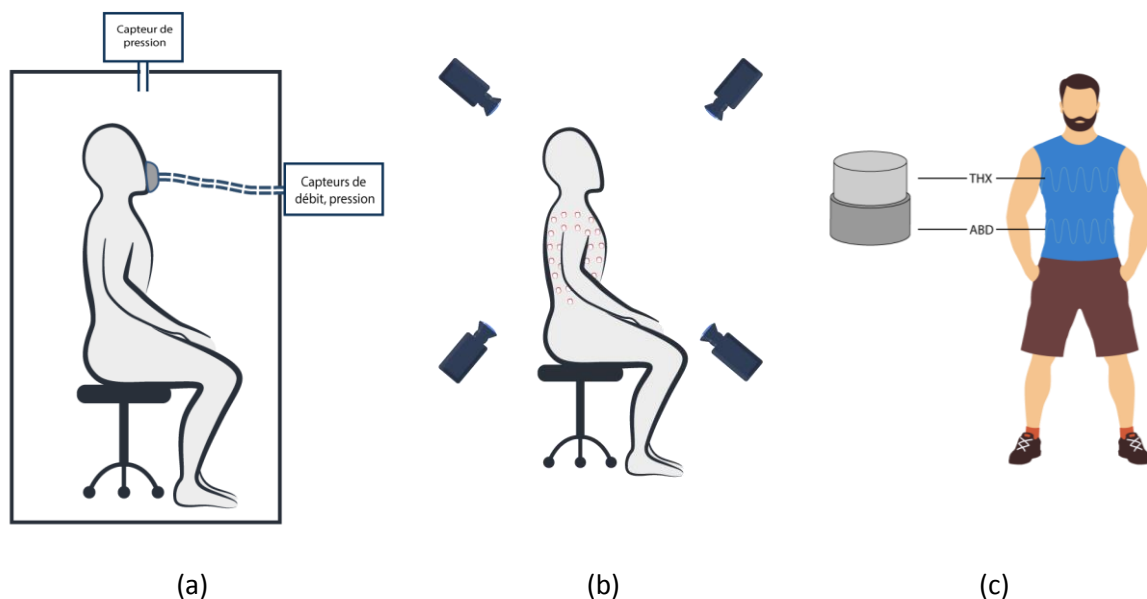 Capteur de
pression
Capteurs de
débit, pression
THX
ABD
(a)
(b)
(c)